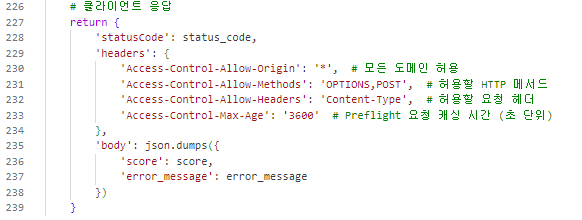 226 # 클라이언트 응답
227 return {
228 'statusCode': status_code,
229 'headers': {
230 'Access-Control-Allow-Origin': '*',  # 모든 도메인 허용
231 'Access-Control-Allow-Methods': 'OPTIONS,POST',  # 허용할 HTTP 메서드
232 'Access-Control-Allow-Headers': 'Content-Type',  # 허용할 요청 헤더
233 'Access-Control-Max-Age': '3600'  # Preflight 요청 캐싱 시간 (초 단위)
234 },
235 'body': json.dumps({
236 'score': score,
237 'error_message': error_message
238 })
239 }